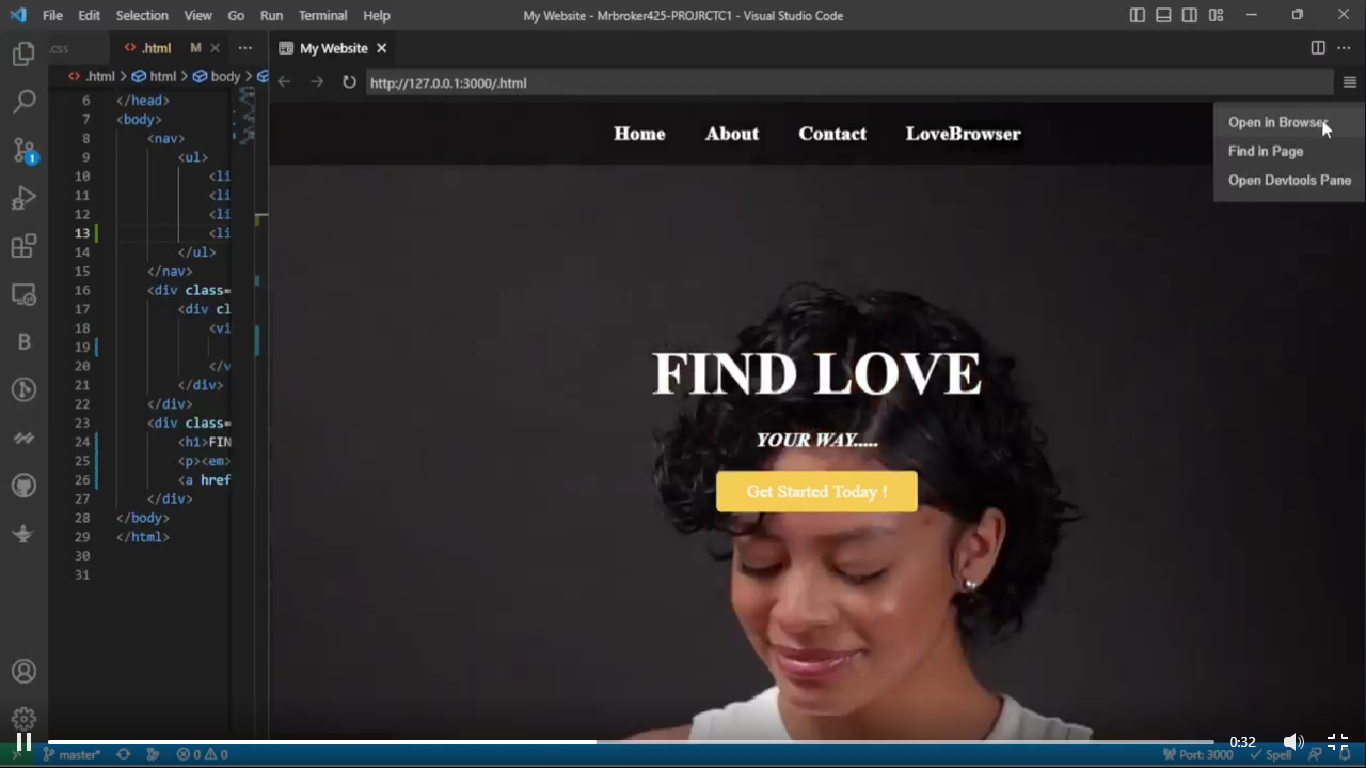 File Edit Selection View Go Run Terminal Help
My Website - Mrbroker425-PROJRCTC1 - Visual Studio Code
.css
<> .html M
My Website
<> .html > html > body >
http://127.0.0.1:3000/.html
Open in Browser
Find in Page
Open Devtools Pane
6 </head>
7 <body>
8 <nav>
9 <ul>
10 <li
11 <li
12 <li
13 <li
14 </ul>
15 </nav>
16 <div class=
17 <div cl
18 <vi
19
20 </v
21 </div>
22 </div>
23 <div class=
24 <hi>FIN
25 <p><em>
26 <a href
27 </div>
28 </body>
29 </html>
30
31
1
B
Home About Contact LoveBrowser
FIND LOVE
YOUR WAY.....
Get Started Today !
0:32
master* 0 0
Port: 3000 Spell